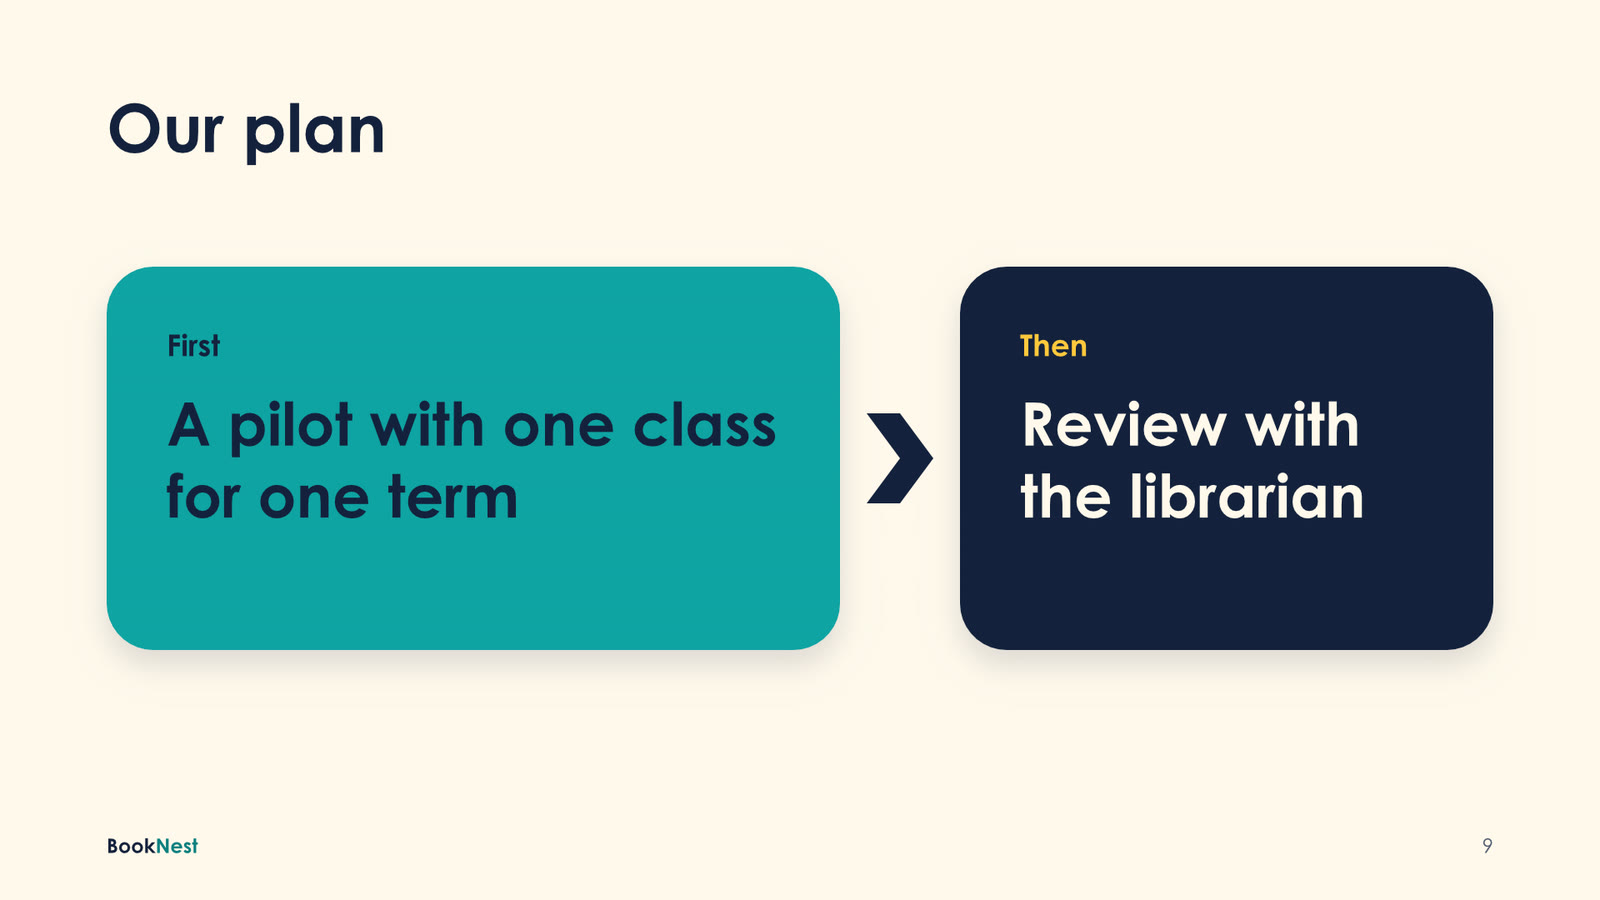 Our plan
First
A pilot with one class
for one term
Then
Review with
the librarian
BookNest
9